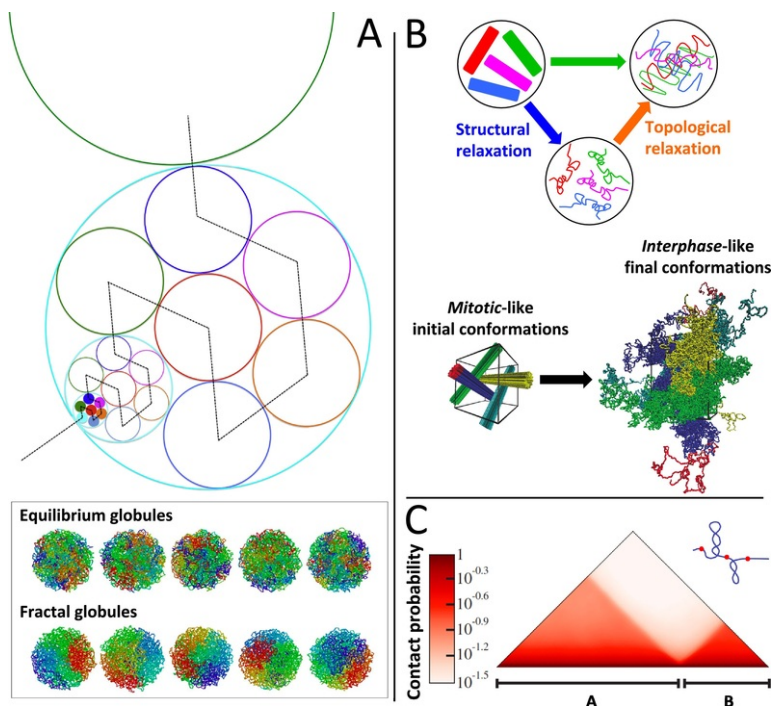 A
Equilibrium globules
Fractal globules
B
Structural
relaxation
Topological
relaxation
Mitotic-like
initial conformations
Interphase-like
final conformations
C
Contact probability
1
10-0.3
10-0.6
10-0.9
10-1.2
10-1.5
A
B